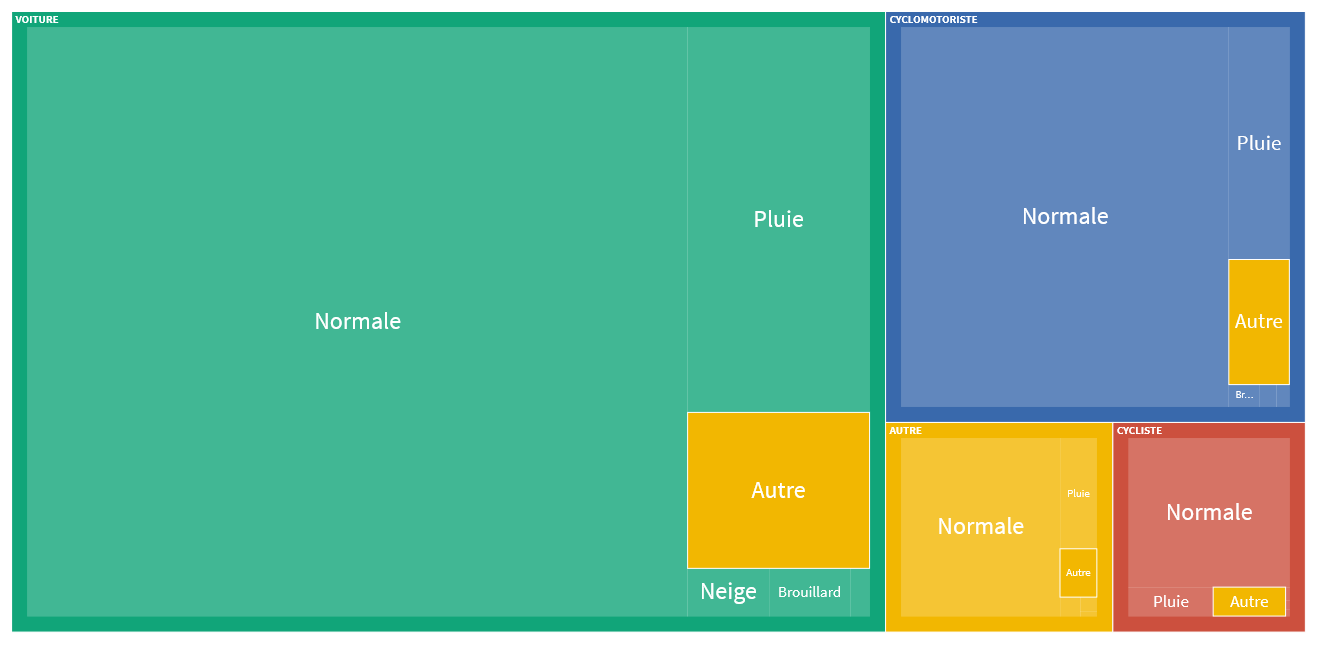 VOITURE
Normale
Pluie
Autre
Neige
Brouillard
CYCLOMOTORISTE
Normale
Pluie
Autre
Br...
AUTRE
Normale
Pluie
Autre
CYCLISTE
Normale
Pluie
Autre